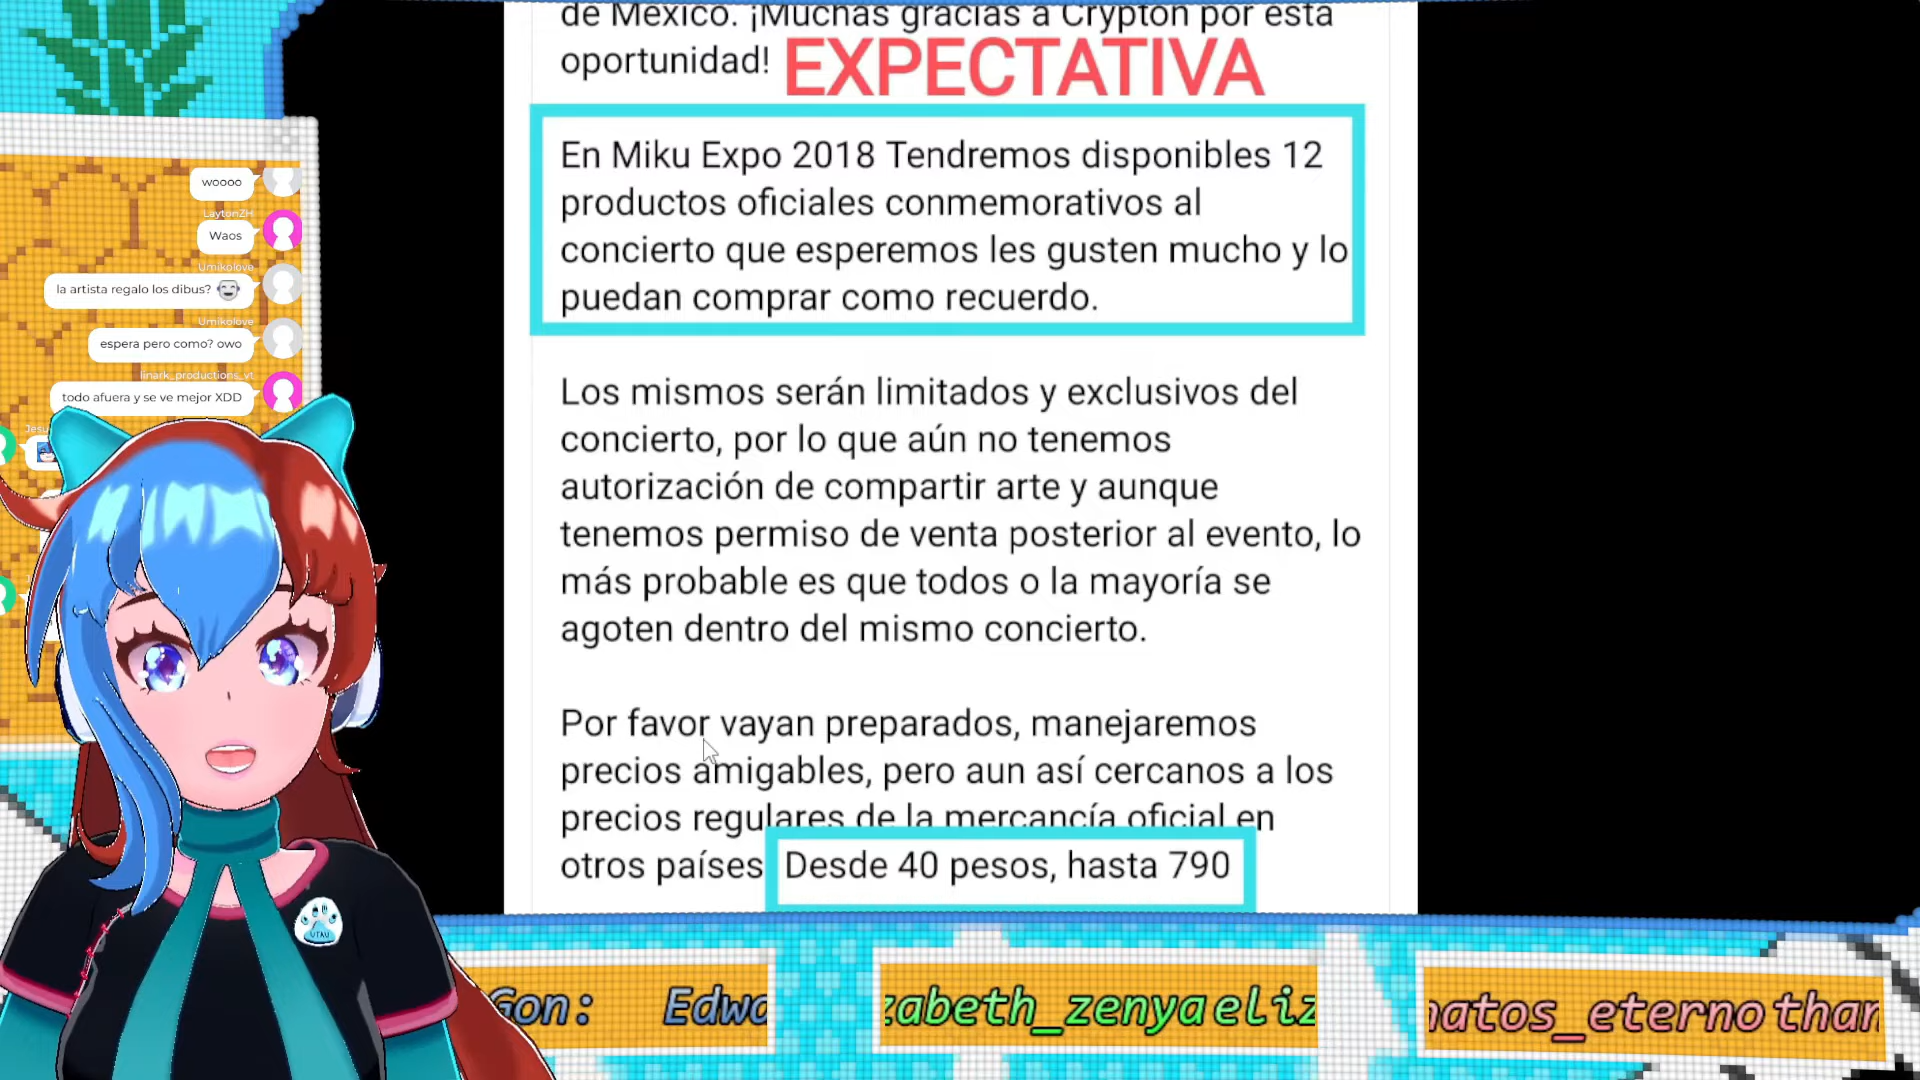 de México. ¡Muchas gracias a Crypton por esta
oportunidad!
EXPECTATIVA
En Miku Expo 2018 Tendremos disponibles 12
productos oficiales conmemorativos al
concierto que esperemos les gusten mucho y lo
puedan comprar como recuerdo.
Los mismos serán limitados y exclusivos del
concierto, por lo que aún no tenemos
autorización de compartir arte y aunque
tenemos permiso de venta posterior al evento, lo
más probable es que todos o la mayoría se
agoten dentro del mismo concierto.
Por favor vayan preparados, manejaremos
precios amigables, pero aun así cercanos a los
precios regulares de la mercancía oficial en
otros países
Desde 40 pesos, hasta 790
woooo
LaytonZH
Waos
Umikolove
la artista regalo los dibus?
Umikolove
espera pero como? owo
linark_productions_vt
todo afuera y se ve mejor XDD
Jesu
UTAU
Gon: Edwa
zabeth_zenya eliz
natos_eterno than